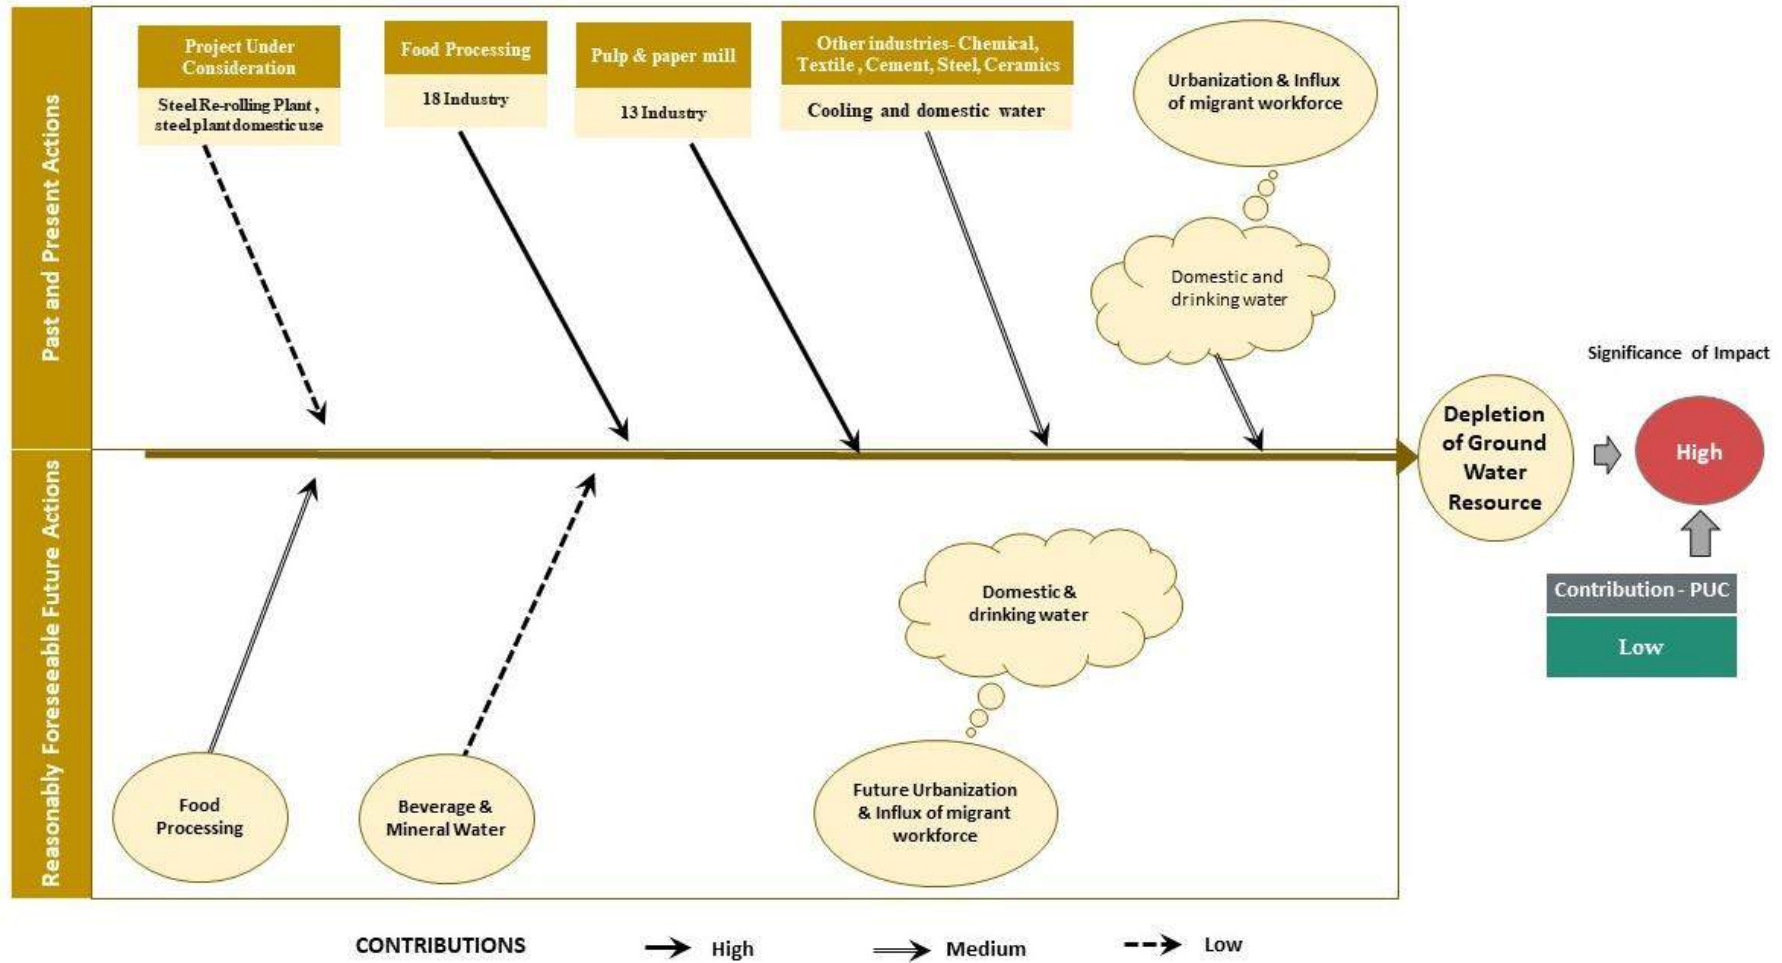 Past and Present Actions
Project Under
Consideration
Steel Re-rolling Plant ,
steel plant domestic use
Food Processing
18 Industry
Pulp & paper mill
13 Industry
Other industries- Chemical,
Textile , Cement, Steel, Ceramics
Cooling and domestic water
Urbanization & Influx
of migrant workforce
Domestic and
drinking water
Significance of Impact
Depletion
of Ground
Water
Resource
High
Contribution - PUC
Low
Reasonably Foreseeable Future Actions
Domestic &
drinking water
Food
Processing
Beverage &
Mineral Water
Future Urbanization
& Influx of migrant
workforce
CONTRIBUTIONS
High
Medium
Low